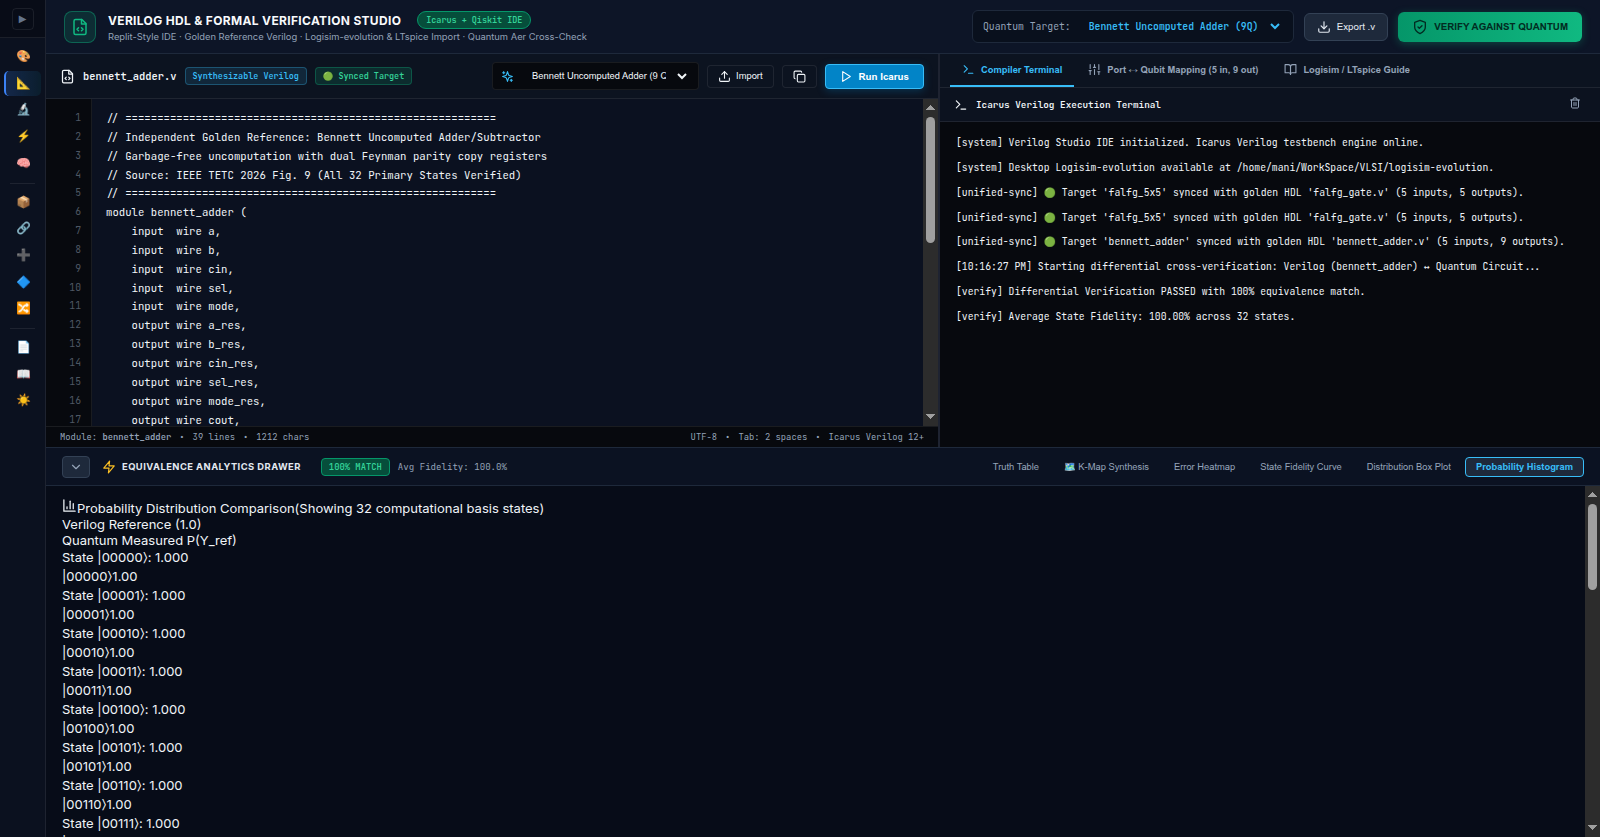 VERILOG HDL & FORMAL VERIFICATION STUDIO
Icarus + Qiskit IDE
Replit-Style IDE · Golden Reference Verilog · Logisim-evolution & LTspice Import · Quantum Aer Cross-Check
Quantum Target: Bennett Uncomputed Adder (9Q)
Export .v
VERIFY AGAINST QUANTUM
bennett_adder.v
Synthesizable Verilog
Synced Target
Bennett Uncomputed Adder (9 Q
Import
Run Icarus
1 // ==========================================================
2 // Independent Golden Reference: Bennett Uncomputed Adder/Subtractor
3 // Garbage-free uncomputation with dual Feynman parity copy registers
4 // Source: IEEE TETC 2026 Fig. 9 (All 32 Primary States Verified)
5 // ==========================================================
6 module bennett_adder (
7 input wire a,
8 input wire b,
9 input wire cin,
10 input wire sel,
11 input wire mode,
12 output wire a_res,
13 output wire b_res,
14 output wire cin_res,
15 output wire sel_res,
16 output wire mode_res,
17 output wire cout,
Module: bennett_adder • 39 lines • 1212 chars
UTF-8 • Tab: 2 spaces • Icarus Verilog 12+
Compiler Terminal
Port ↔ Qubit Mapping (5 in, 9 out)
Logisim / LTspice Guide
Icarus Verilog Execution Terminal
[system] Verilog Studio IDE initialized. Icarus Verilog testbench engine online.
[system] Desktop Logisim-evolution available at /home/mani/WorkSpace/VLSI/logisim-evolution.
[unified-sync] 🟢 Target 'falfg_5x5' synced with golden HDL 'falfg_gate.v' (5 inputs, 5 outputs).
[unified-sync] 🟢 Target 'falfg_5x5' synced with golden HDL 'falfg_gate.v' (5 inputs, 5 outputs).
[unified-sync] 🟢 Target 'bennett_adder' synced with golden HDL 'bennett_adder.v' (5 inputs, 9 outputs).
[10:16:27 PM] Starting differential cross-verification: Verilog (bennett_adder) ↔ Quantum Circuit...
[verify] Differential Verification PASSED with 100% equivalence match.
[verify] Average State Fidelity: 100.00% across 32 states.
EQUIVALENCE ANALYTICS DRAWER
100% MATCH
Avg Fidelity: 100.0%
Truth Table
K-Map Synthesis
Error Heatmap
State Fidelity Curve
Distribution Box Plot
Probability Histogram
Probability Distribution Comparison(Showing 32 computational basis states)
Verilog Reference (1.0)
Quantum Measured P(Y_ref)
State |00000⟩: 1.000
|00000⟩1.00
State |00001⟩: 1.000
|00001⟩1.00
State |00010⟩: 1.000
|00010⟩1.00
State |00011⟩: 1.000
|00011⟩1.00
State |00100⟩: 1.000
|00100⟩1.00
State |00101⟩: 1.000
|00101⟩1.00
State |00110⟩: 1.000
|00110⟩1.00
State |00111⟩: 1.000